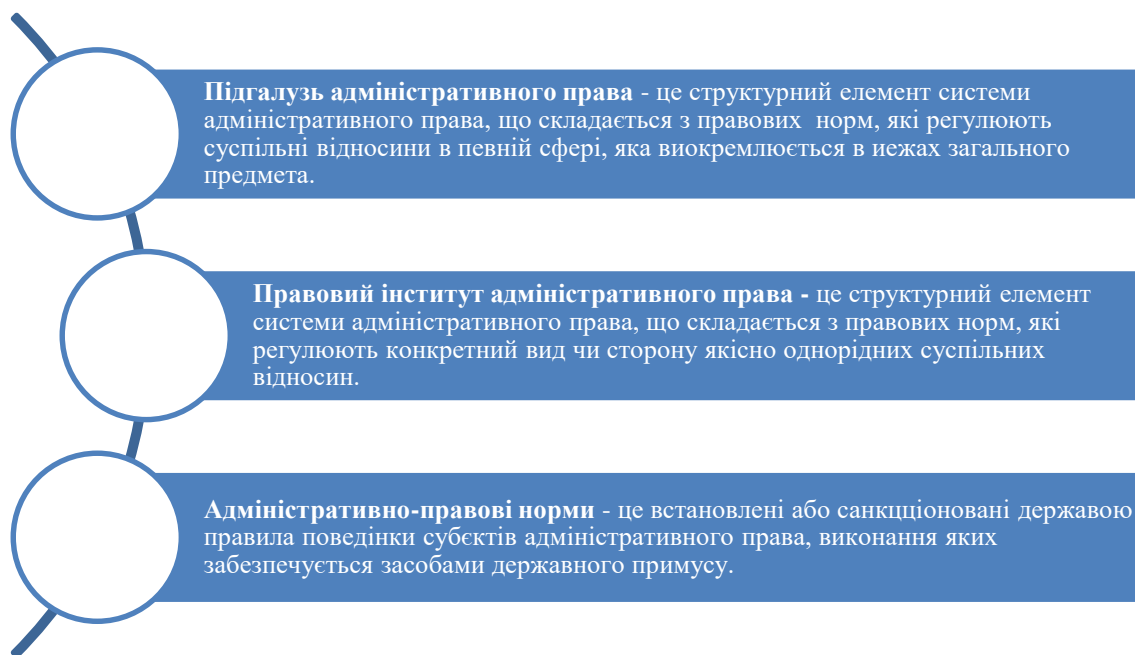 Підгалузь адміністративного права - це структурний елемент системи
адміністративного права, що складається з правових  норм, які регулюють
суспільні відносини в певній сфері, яка виокремлюється в иежах загального
предмета.
Правовий інститут адміністративного права - це структурний елемент
системи адміністративного права, що складається з правових норм, які
регулюють конкретний вид чи сторону якісно однорідних суспільних
відносин.
Адміністративно-правові норми - це встановлені або санкцціоновані державою
правила поведінки субєктів адміністративного права, виконання яких
забезпечується засобами державного примусу.